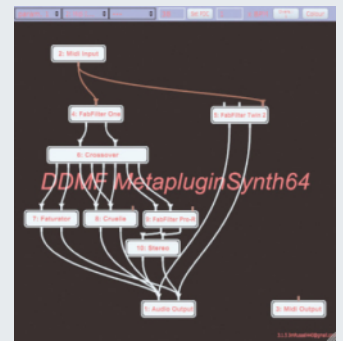 2: Midi Input
4: FabFilter One
5: FabFilter Twin 2
6: Crossover
DDMF MetapluginSynth64
7: Saturator
8: Cruelle
9: FabFilter Pro-R
10: Stereo
1: Audio Output
3: Midi Output